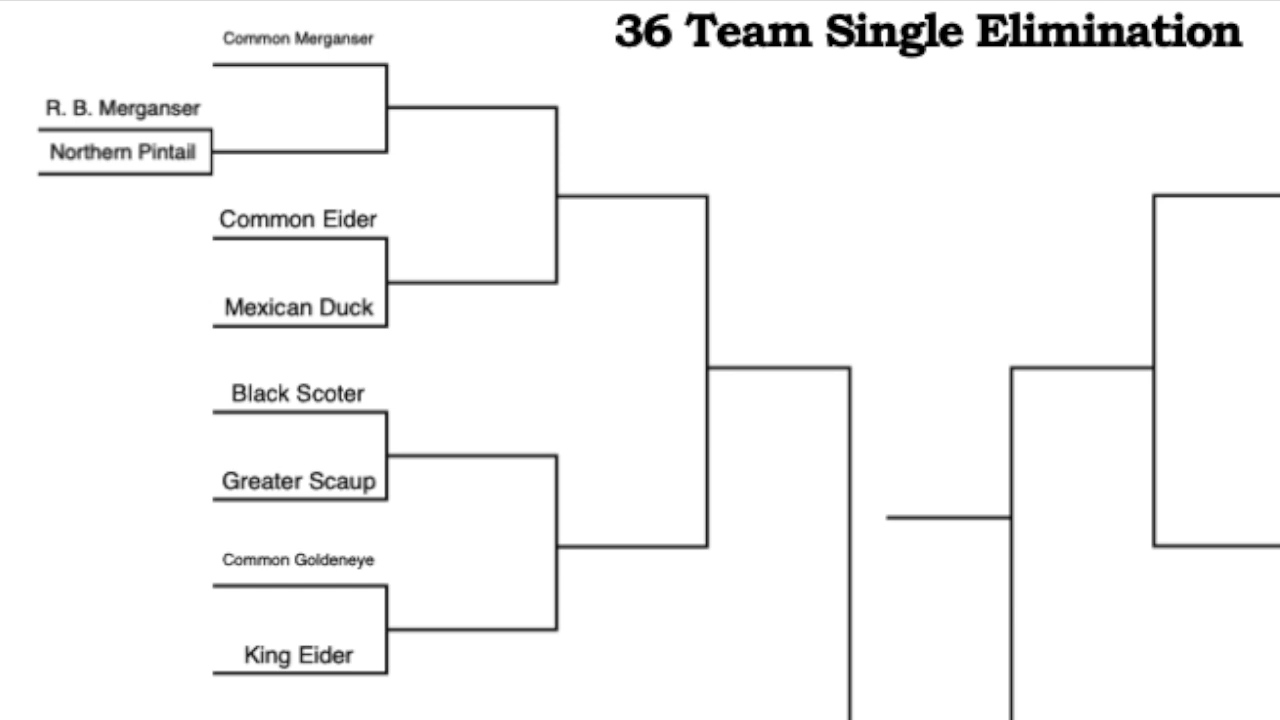 36 Team Single Elimination
Common Merganser
R. B. Merganser
Northern Pintail
Common Eider
Mexican Duck
Black Scoter
Greater Scaup
Common Goldeneye
King Eider